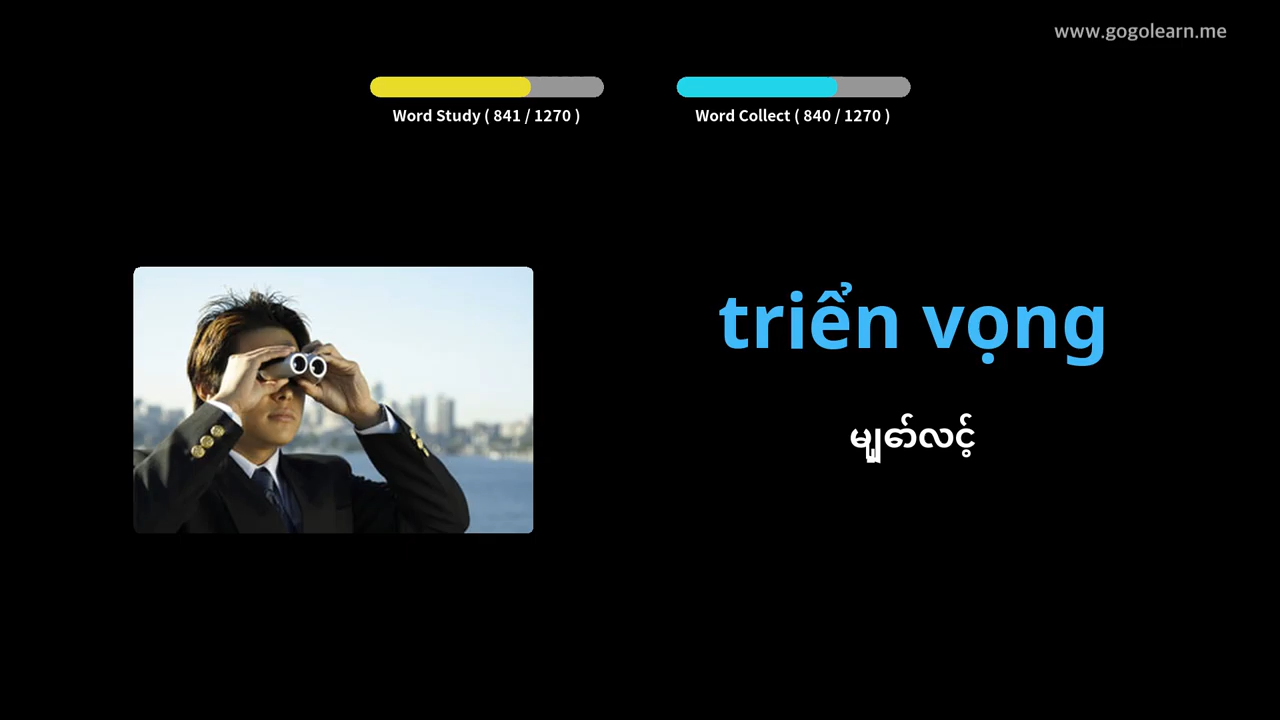 www.gogolearn.me
Word Study ( 841 / 1270 )
Word Collect ( 840 / 1270 )
triển vọng
မျှော်လင့်